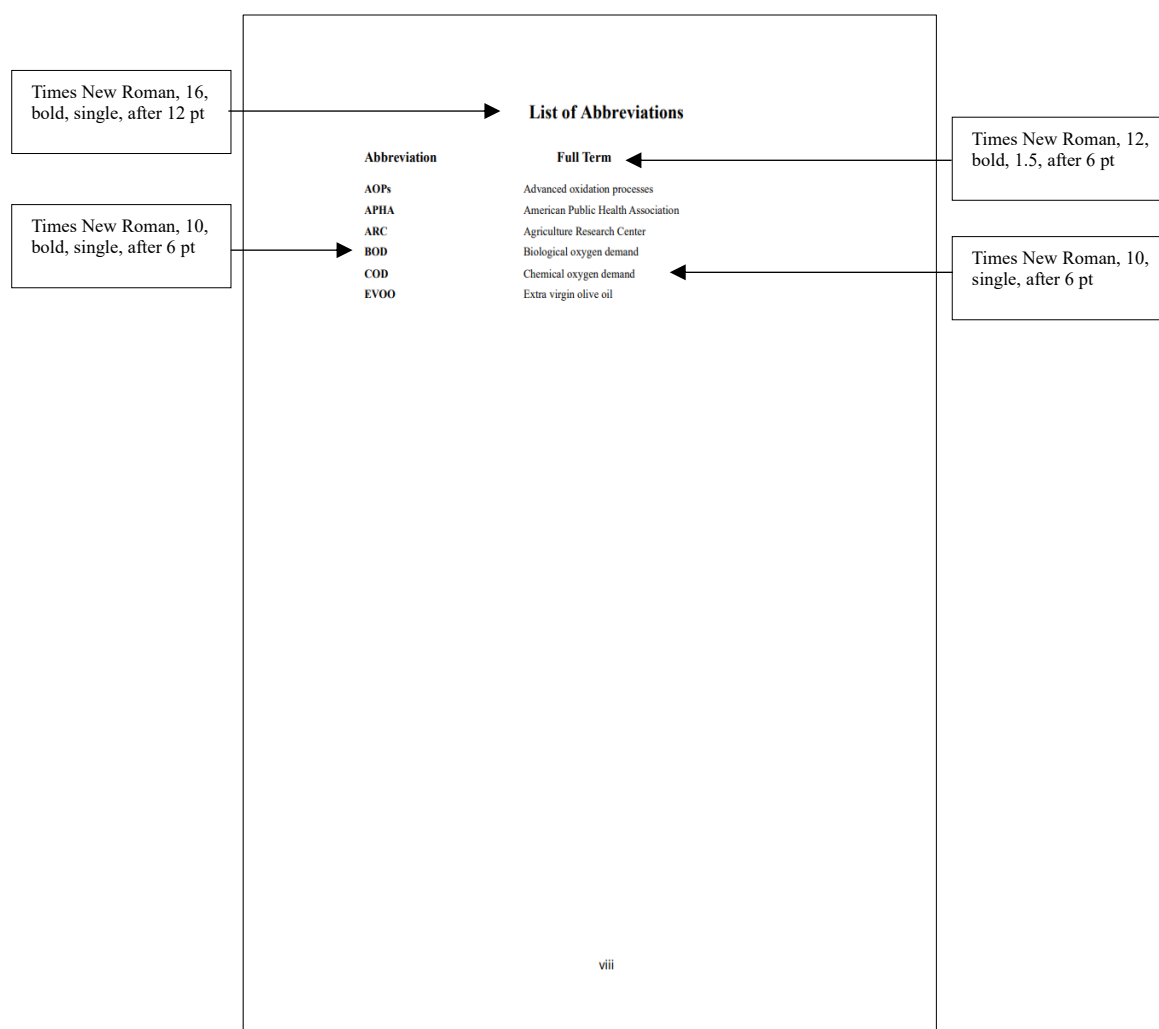 Times New Roman, 16,
bold, single, after 12 pt
List of Abbreviations
Times New Roman, 12,
bold, 1.5, after 6 pt
Abbreviation Full Term
AOPs Advanced oxidation processes
APHA American Public Health Association
Times New Roman, 10,
bold, single, after 6 pt
ARC Agriculture Research Center
BOD Biological oxygen demand
Times New Roman, 10,
single, after 6 pt
COD Chemical oxygen demand
EVOO Extra virgin olive oil
viii